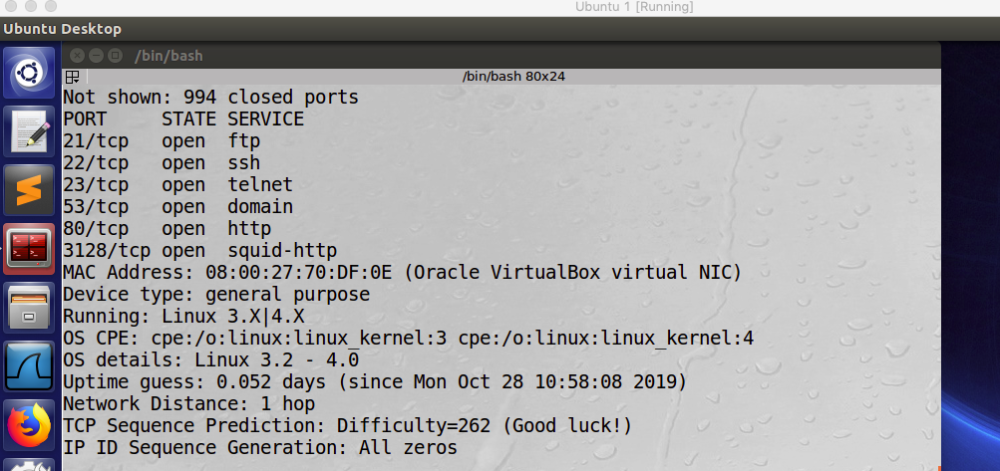 Ubuntu 1 [Running]
Ubuntu Desktop
/bin/bash
/bin/bash 80x24
Not shown: 994 closed ports
PORT     STATE SERVICE
21/tcp   open  ftp
22/tcp   open  ssh
23/tcp   open  telnet
53/tcp   open  domain
80/tcp   open  http
3128/tcp open  squid-http
MAC Address: 08:00:27:70:DF:0E (Oracle VirtualBox virtual NIC)
Device type: general purpose
Running: Linux 3.X|4.X
OS CPE: cpe:/o:linux:linux_kernel:3 cpe:/o:linux:linux_kernel:4
OS details: Linux 3.2 - 4.0
Uptime guess: 0.052 days (since Mon Oct 28 10:58:08 2019)
Network Distance: 1 hop
TCP Sequence Prediction: Difficulty=262 (Good luck!)
IP ID Sequence Generation: All zeros